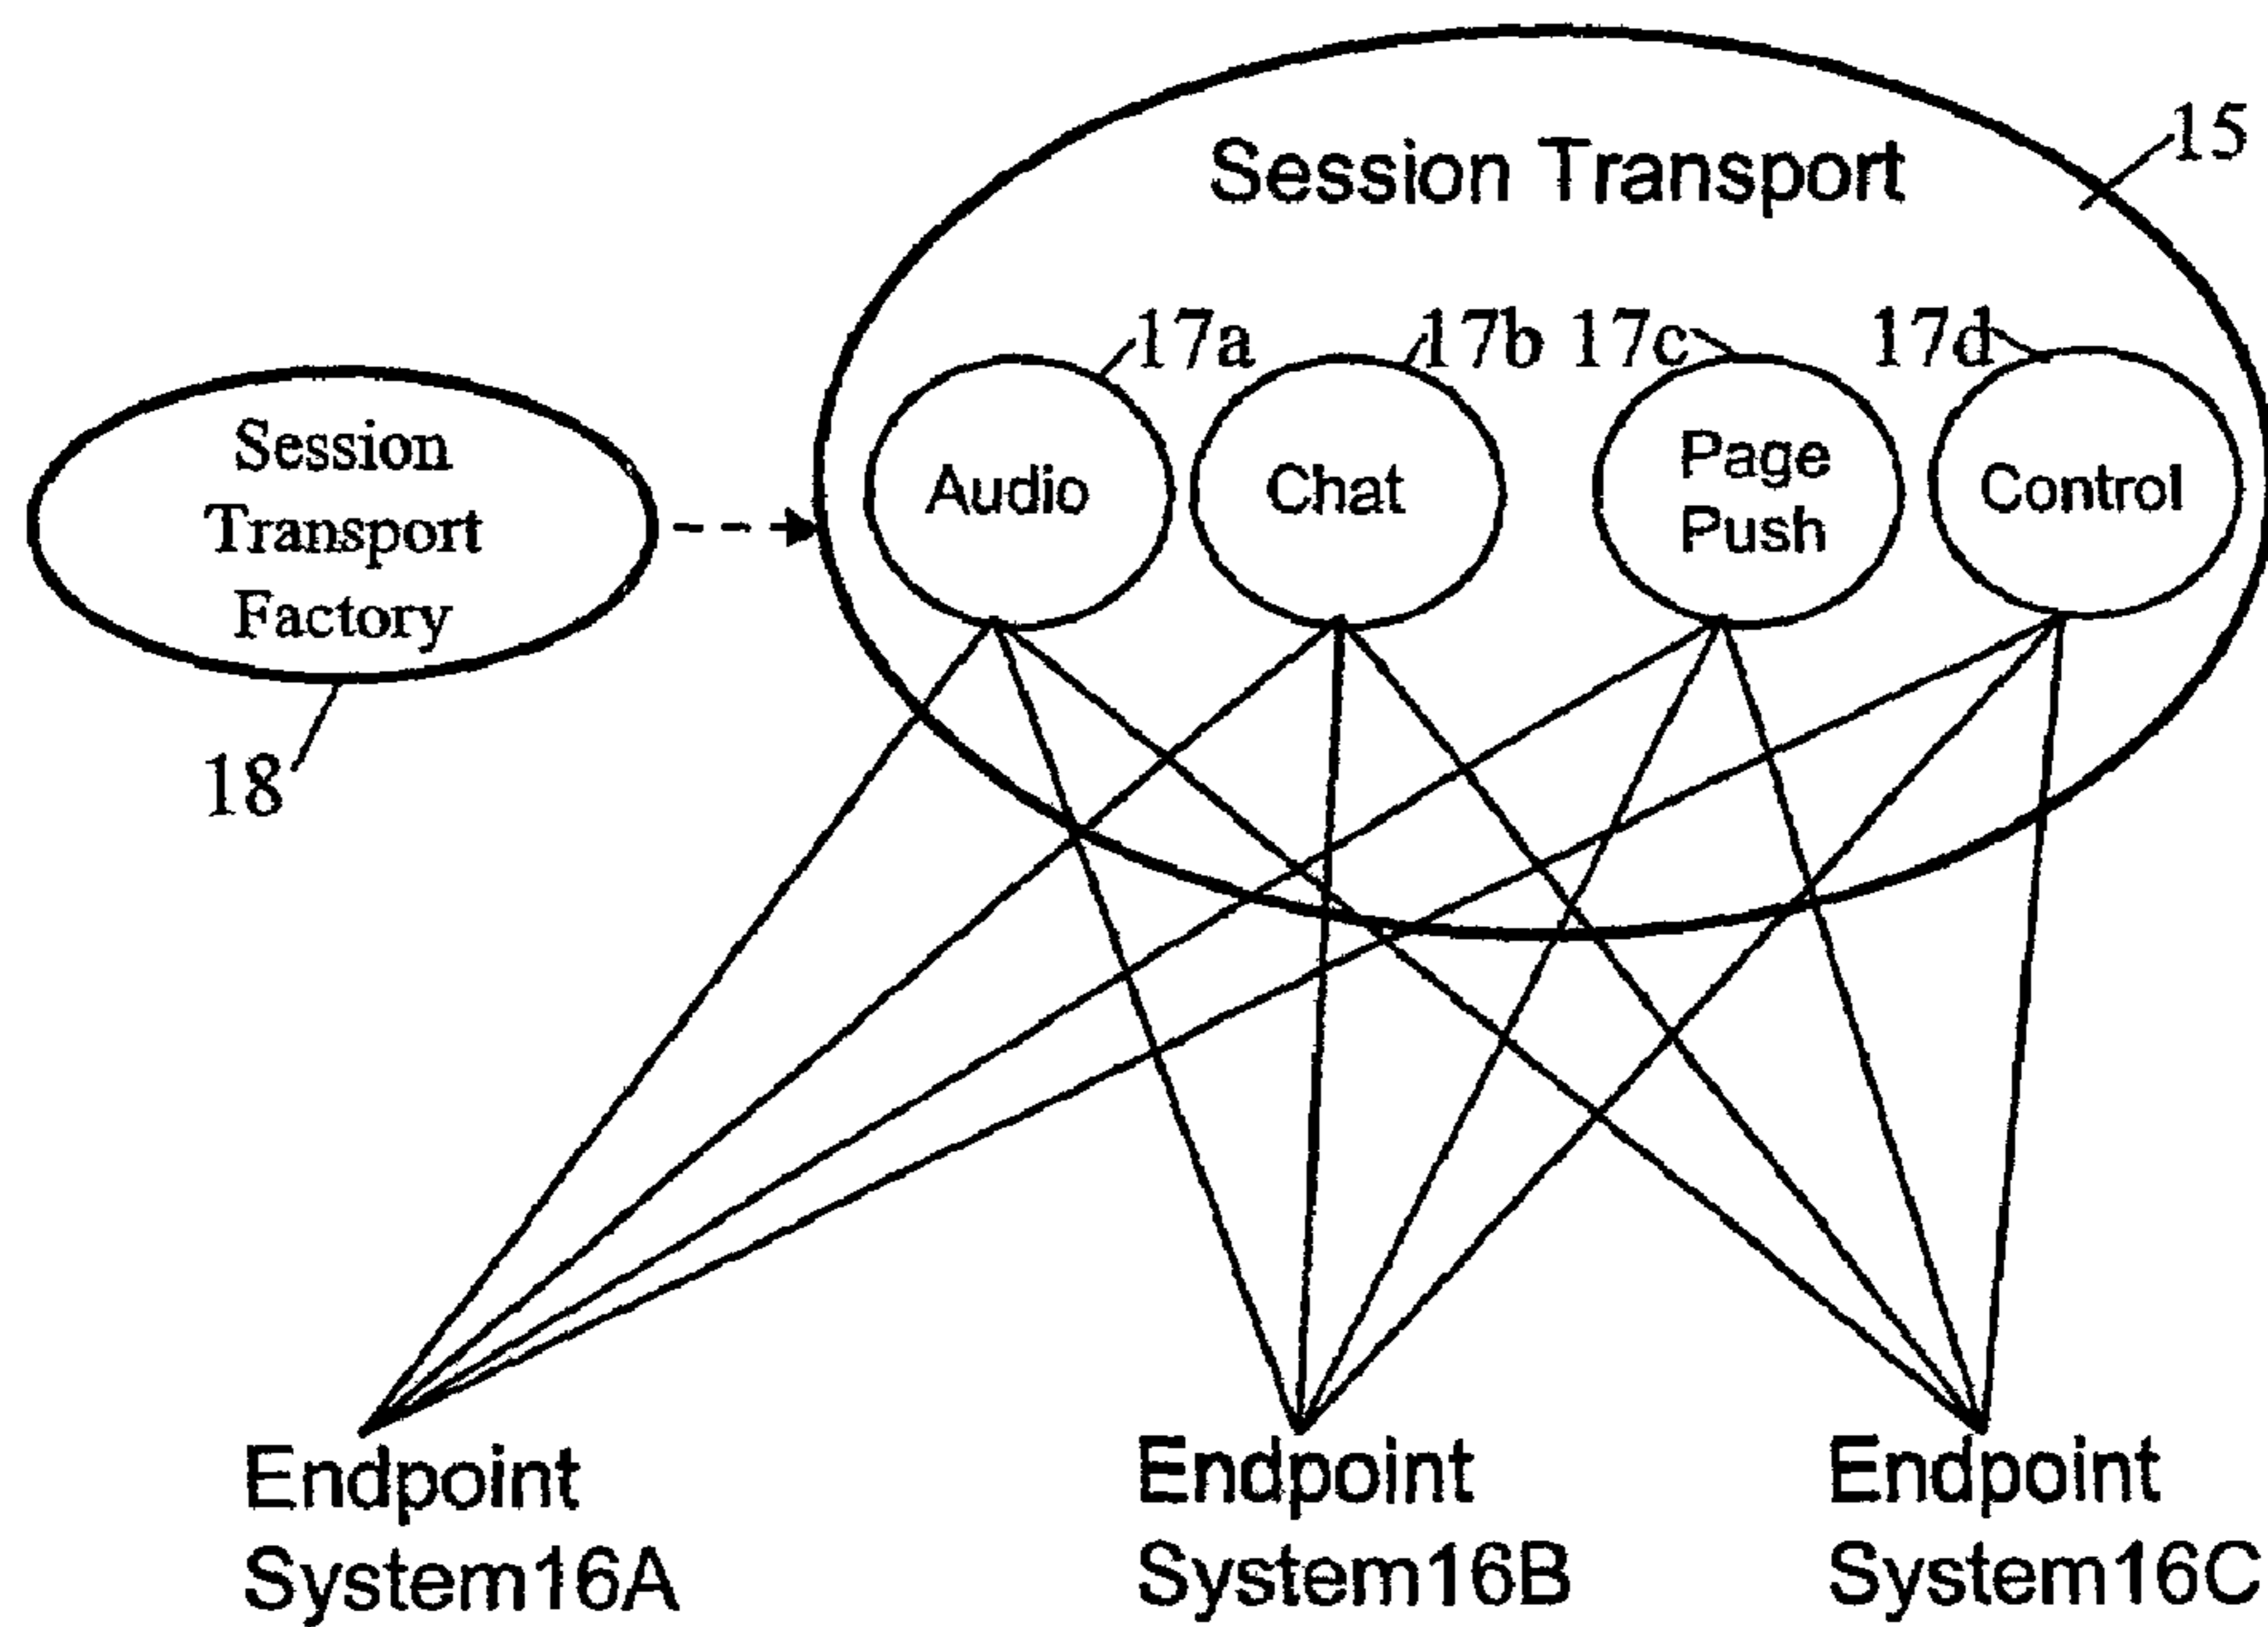 15
Session Transport
17a
17b
17c
17d
Session
Transport
Factory
Audio
Chat
Page
Push
Control
18
Endpoint
System16A
Endpoint
System16B
Endpoint
System16C